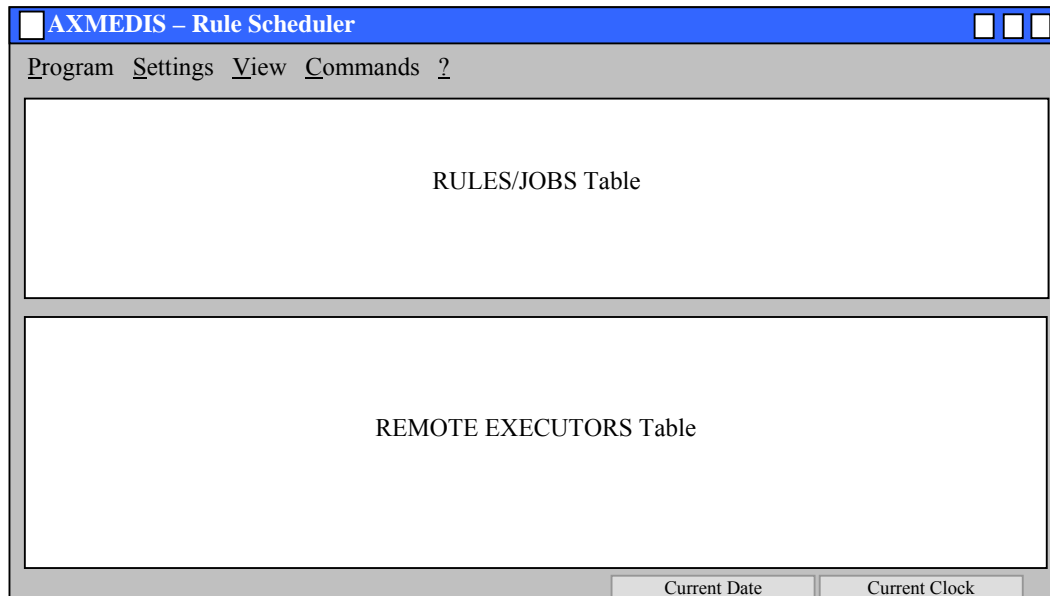 AXMEDIS – Rule Scheduler
Program Settings View Commands ?
RULES/JOBS Table
REMOTE EXECUTORS Table
Current Date Current Clock